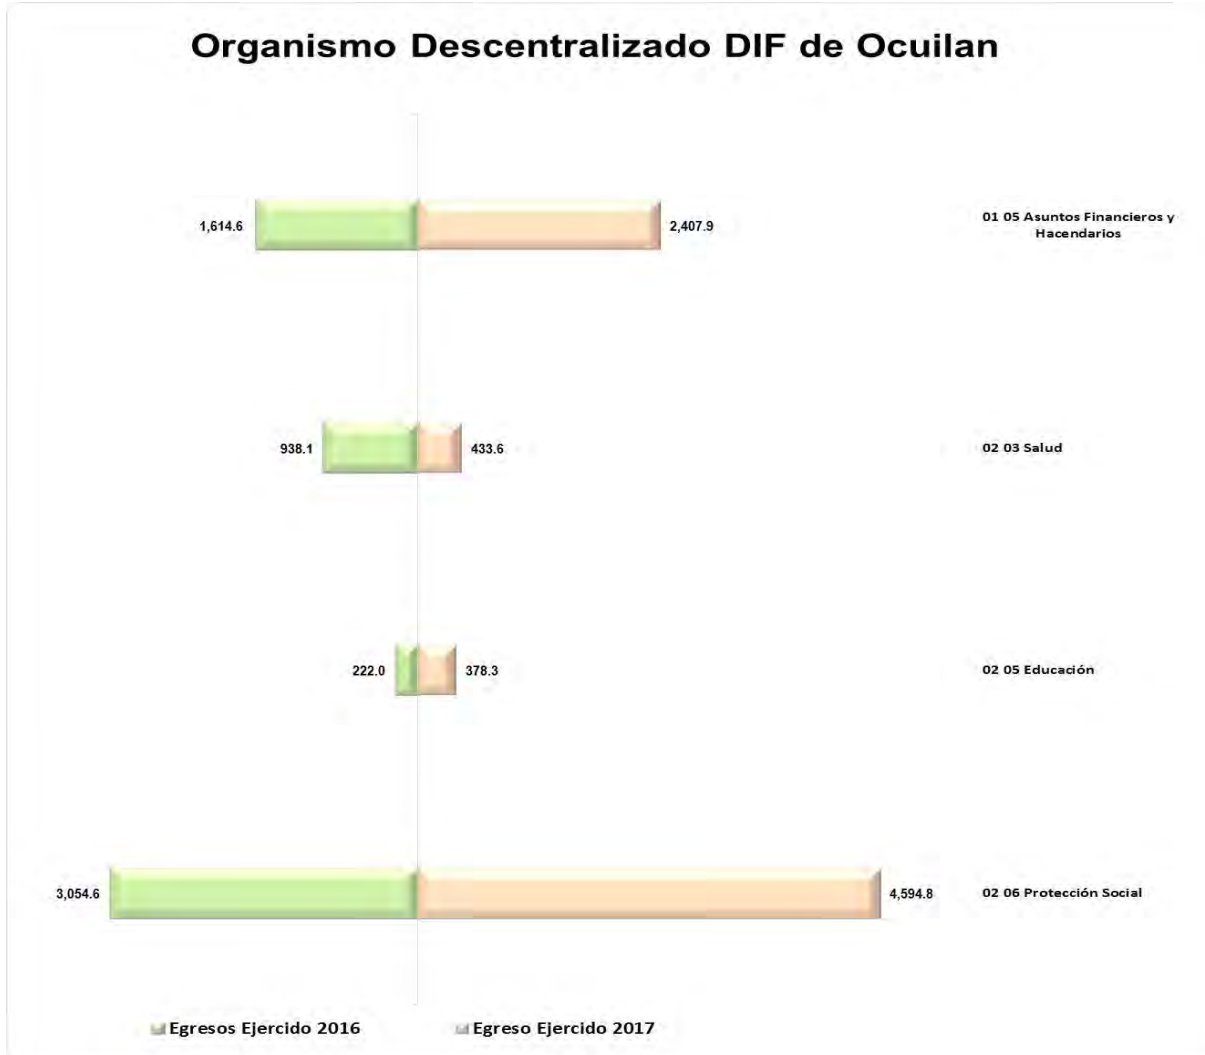 Organismo Descentralizado DIF de Ocuilan
1,614.6
2,407.9
01 05 Asuntos Financieros y
Hacendarios
938.1
433.6
02 03 Salud
222.0
378.3
02 05 Educación
3,054.6
4,594.8
02 06 Protección Social
Egresos Ejercido 2016
Egreso Ejercido 2017